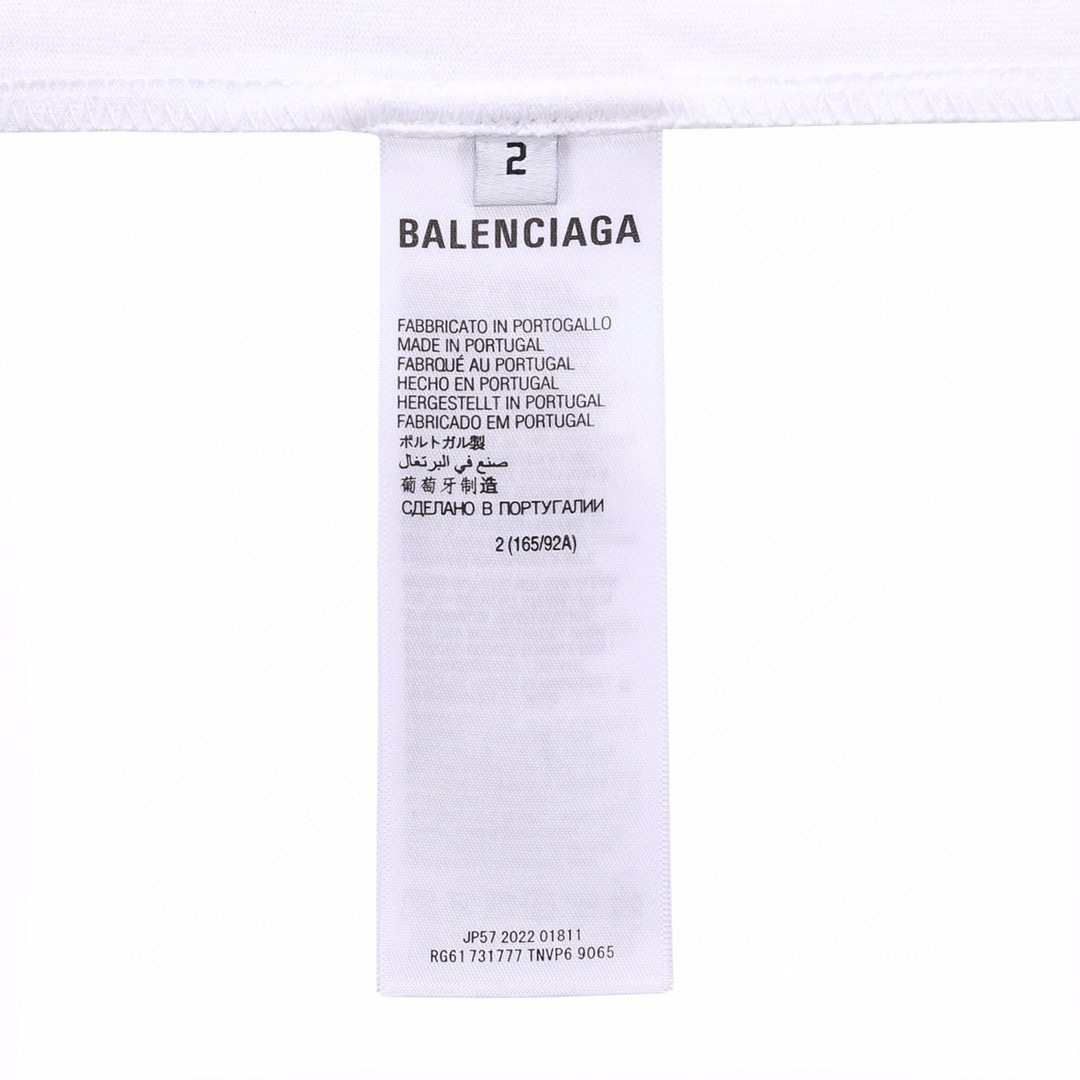 2
BALENCIAGA
FABBRICATO IN PORTOGALLO
MADE IN PORTUGAL
FABRQUÉ AU PORTUGAL
HECHO EN PORTUGAL
HERGESTELLT IN PORTUGAL
FABRICADO EM PORTUGAL
ポルトガル製
صنع في البرتغال
葡萄牙制造
СДЕЛАНО В ПОРТУГАЛИИ
2 (165/92A)
JP57 2022 01811
RG61 731777 TNVP6 9065